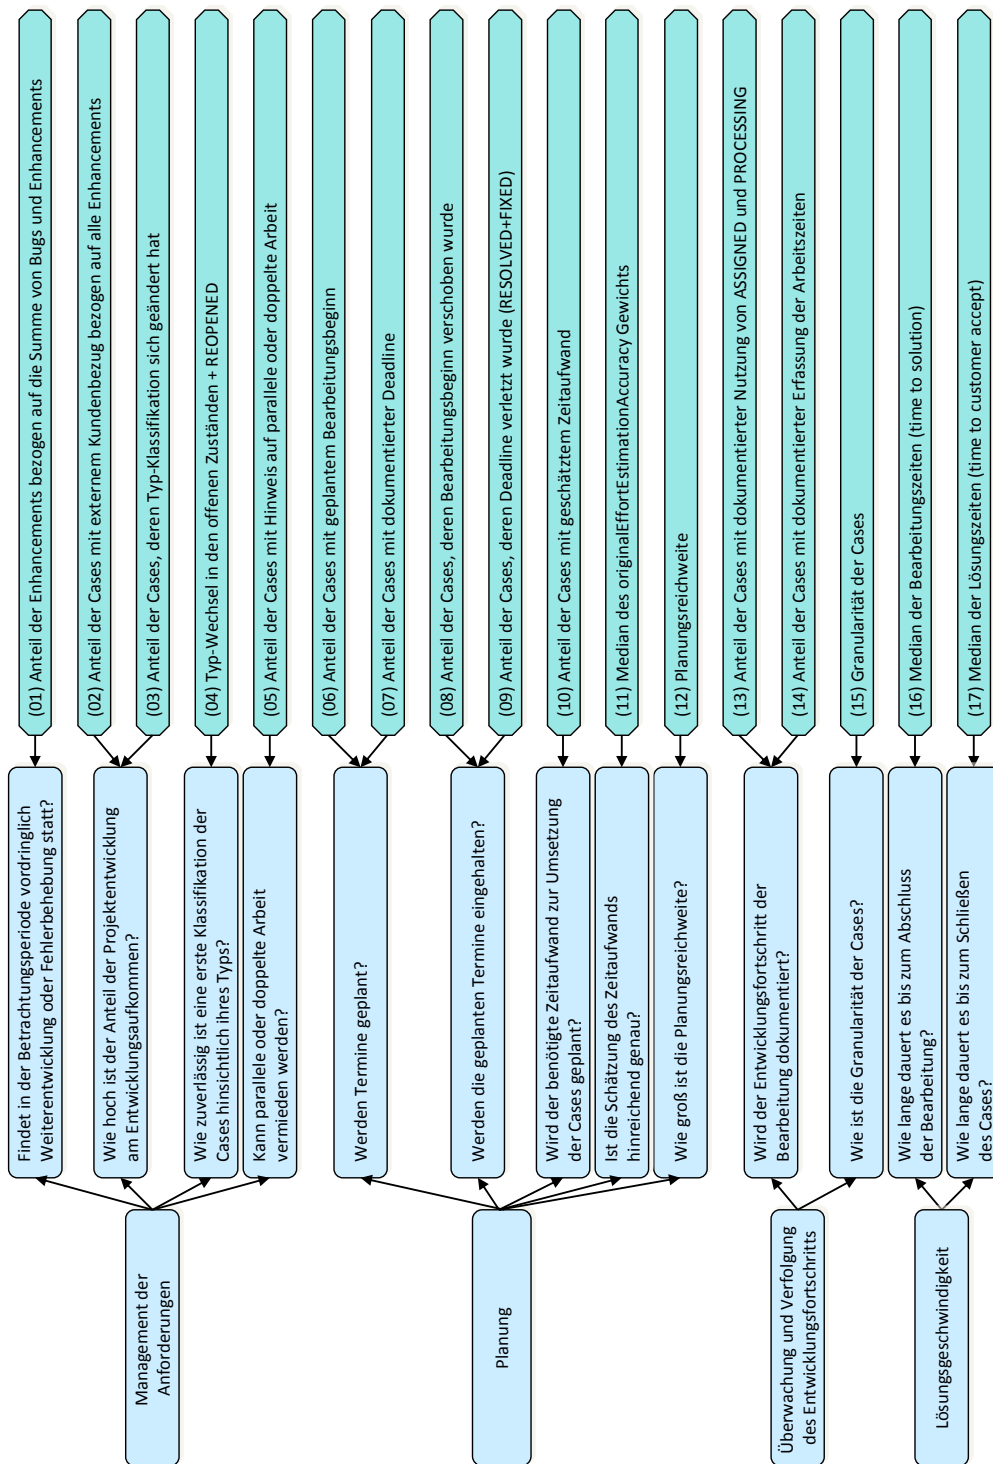 Management der
Anforderungen
Findet in der Betrachtungsperiode vordringlich
Weiterentwicklung oder Fehlerbehebung statt?
(01) Anteil der Enhancements bezogen auf die Summe von Bugs und Enhancements
Wie hoch ist der Anteil der Projektentwicklung
am Entwicklungsaufkommen?
(02) Anteil der Cases mit externem Kundenbezug bezogen auf alle Enhancements
(03) Anteil der Cases, deren Typ-Klassifikation sich geändert hat
Wie zuverlässig ist eine erste Klassifikation der
Cases hinsichtlich ihres Typs?
(04) Typ-Wechsel in den offenen Zuständen + REOPENED
Kann parallele oder doppelte Arbeit
vermieden werden?
(05) Anteil der Cases mit Hinweis auf parallele oder doppelte Arbeit
Planung
Werden Termine geplant?
(06) Anteil der Cases mit geplantem Bearbeitungsbeginn
(07) Anteil der Cases mit dokumentierter Deadline
Werden die geplanten Termine eingehalten?
(08) Anteil der Cases, deren Bearbeitungsbeginn verschoben wurde
(09) Anteil der Cases, deren Deadline verletzt wurde (RESOLVED+FIXED)
Wird der benötigte Zeitaufwand zur Umsetzung
der Cases geplant?
(10) Anteil der Cases mit geschätztem Zeitaufwand
Ist die Schätzung des Zeitaufwands
hinreichend genau?
(11) Median des originalEffortEstimationAccuracy Gewichts
Wie groß ist die Planungsreichweite?
(12) Planungsreichweite
Überwachung und Verfolgung
des Entwicklungsfortschritts
Wird der Entwicklungsfortschritt der
Bearbeitung dokumentiert?
(13) Anteil der Cases mit dokumentierter Nutzung von ASSIGNED und PROCESSING
(14) Anteil der Cases mit dokumentierter Erfassung der Arbeitszeiten
Wie ist die Granularität der Cases?
(15) Granularität der Cases
Lösungsgeschwindigkeit
Wie lange dauert es bis zum Abschluss
der Bearbeitung?
(16) Median der Bearbeitungszeiten (time to solution)
Wie lange dauert es bis zum Schließen
des Cases?
(17) Median der Lösungszeiten (time to customer accept)